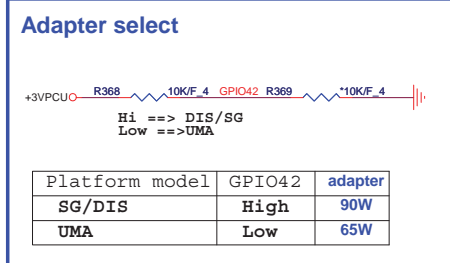 Adapter select
+3VPCU R368 10K/F_4 GPIO42 R369 *10K/F_4
Hi ==> DIS/SG
Low ==>UMA
Platform model GPIO42 adapter
SG/DIS High 90W
UMA Low 65W